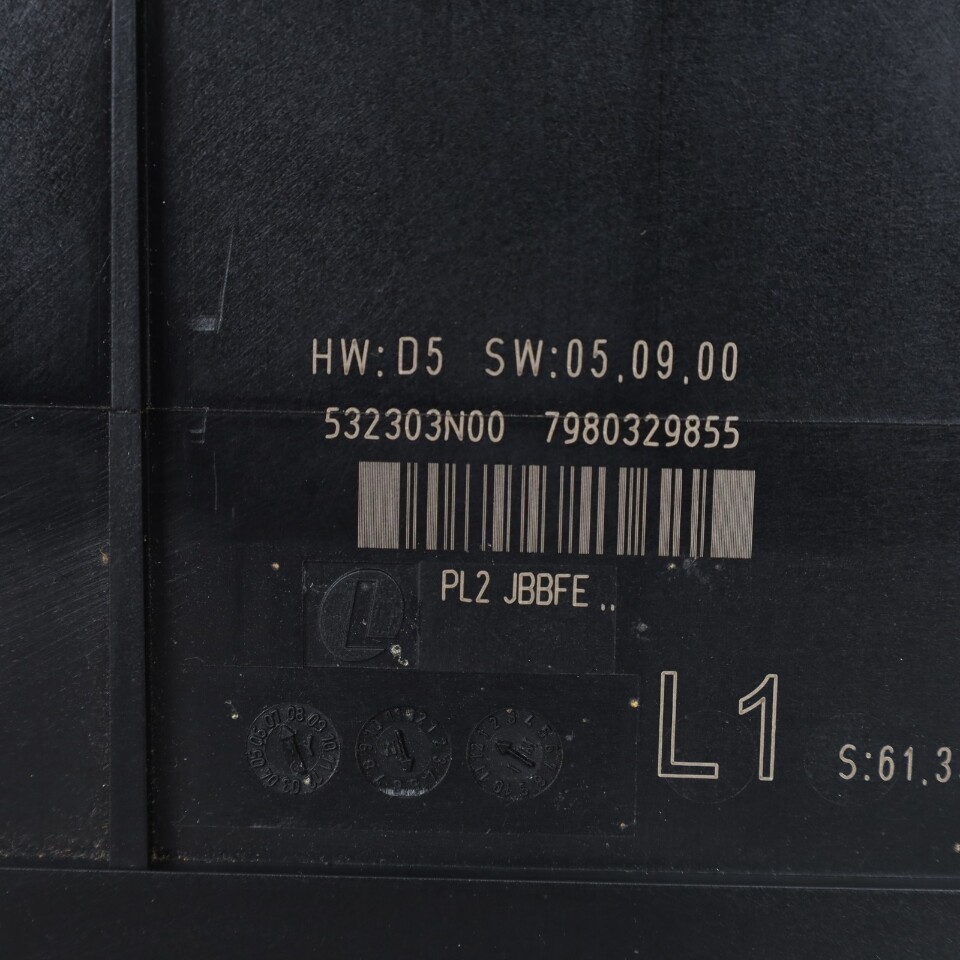 HW:D5 SW:05.09.00
532303N00 7980329855
PL2 JBBFE ..
L
L1
S:61.3